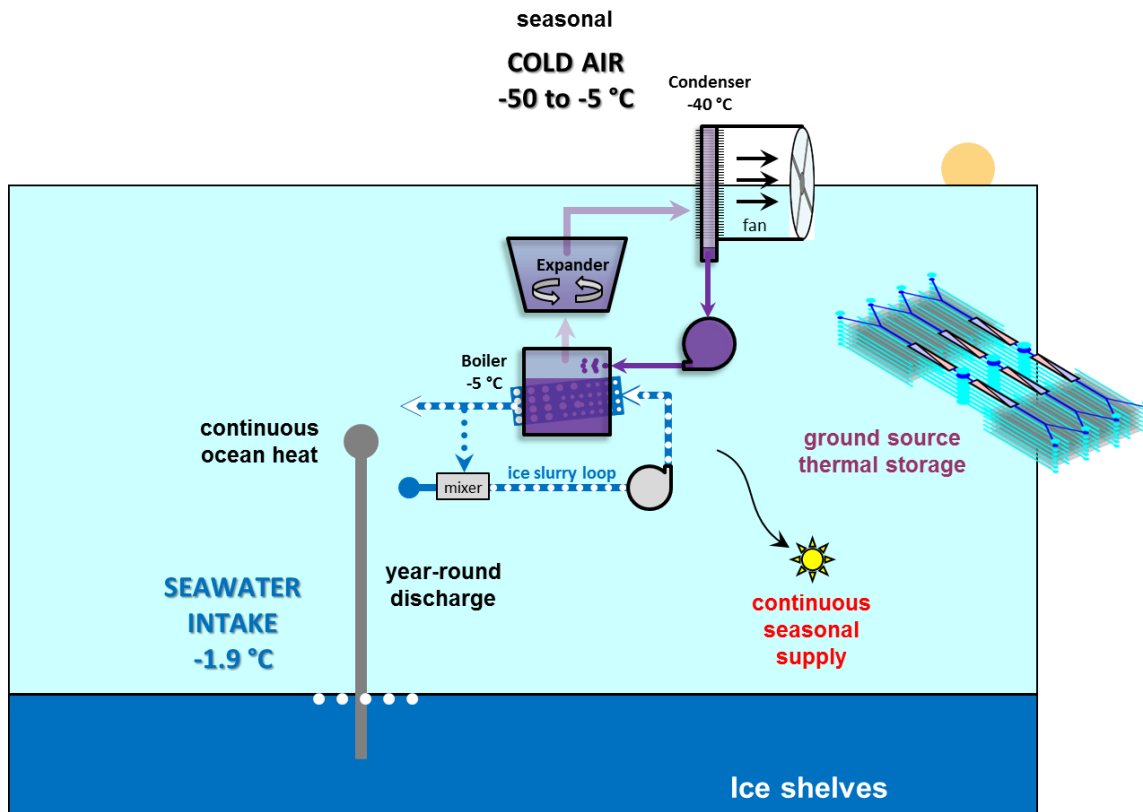 seasonal
COLD AIR
-50 to -5 °C
Condenser
-40 °C
fan
Expander
Boiler
-5 °C
continuous
ocean heat
ground source
thermal storage
ice slurry loop
mixer
year-round
discharge
SEAWATER
INTAKE
-1.9 °C
continuous
seasonal
supply
Ice shelves